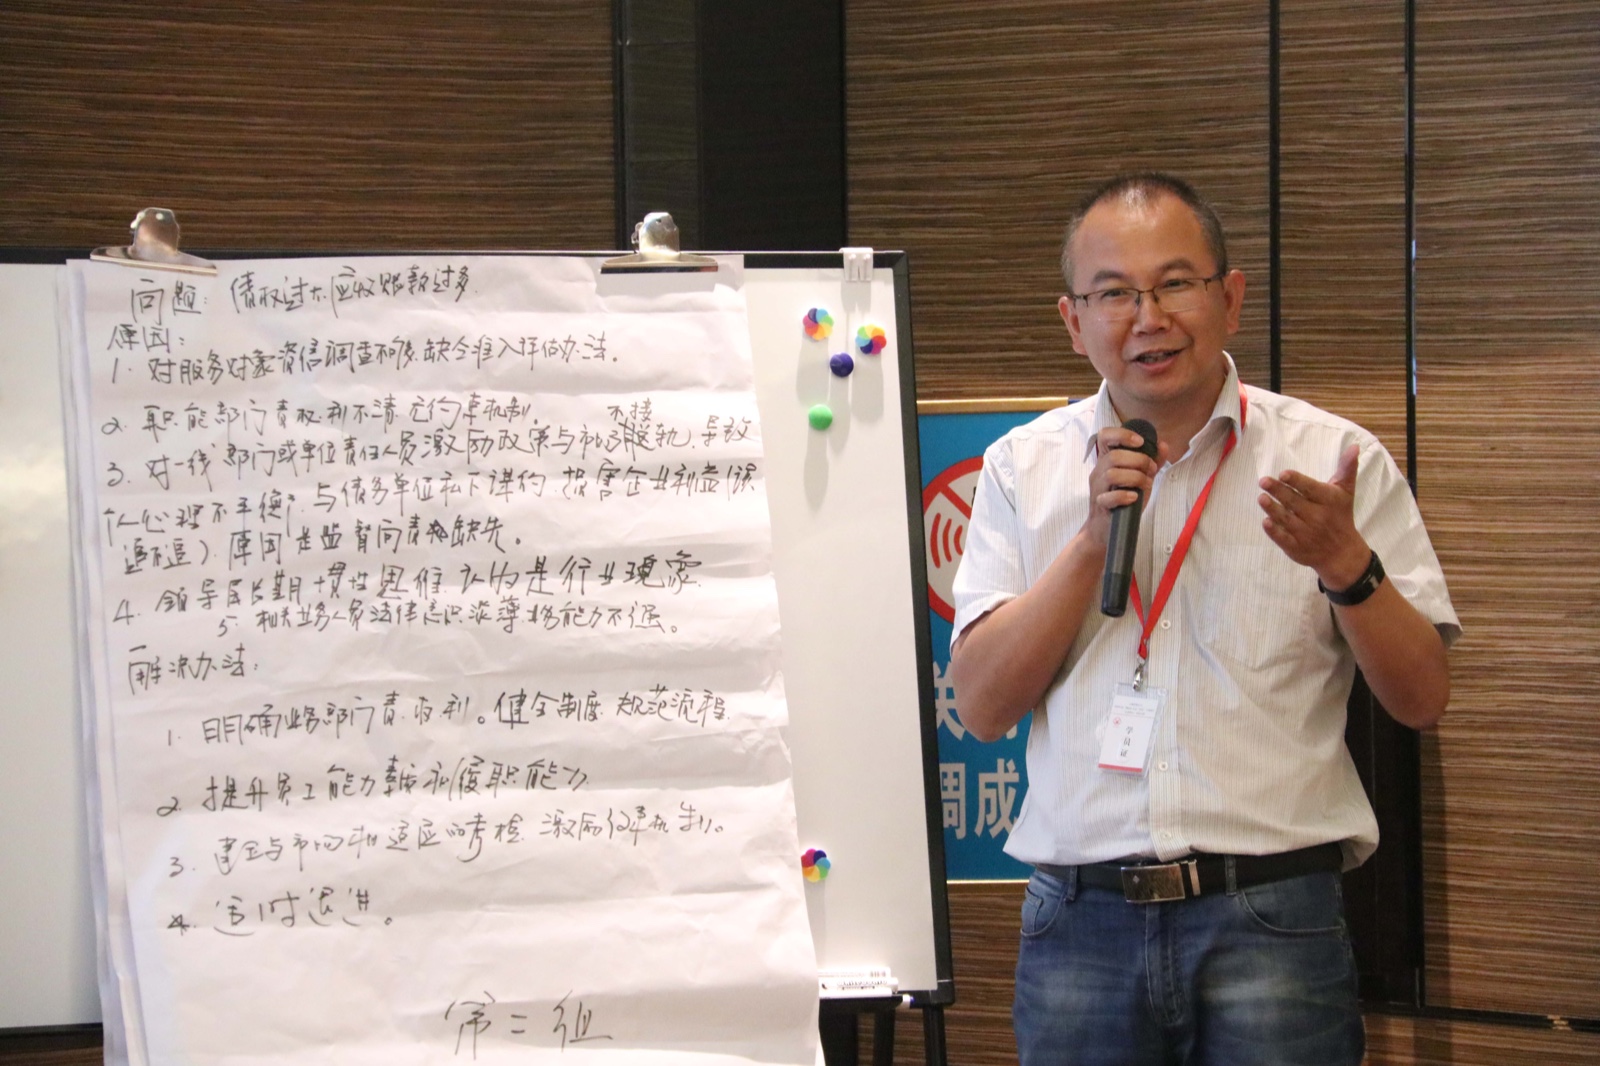 问题：债权过大,应收账款过多.
原因：
1. 对服务对象资信调查不够,缺全准入评估办法。
2. 职能部门责.权.利不清,无约束机制.
不接
3. 对一线部门或单位责任人员激励政策与市场脱轨,导致
个人心理不平衡,与债务单位私下谋约,损害企业利益(该
追不追).原因是监督问责缺失。
4. 领导层长期惯性思维,认为是行业现象.
5. 相关业务人员法律意识淡薄,业务能力不强。
解决办法：
1. 明确业务部门责.权.利。健全制度.规范流程.
2. 提升员工能力素质和履职能力
3. 建立与市场相适应的考核.激励约束机制。
4. 适时退进。
第二组
关
调成
学员证